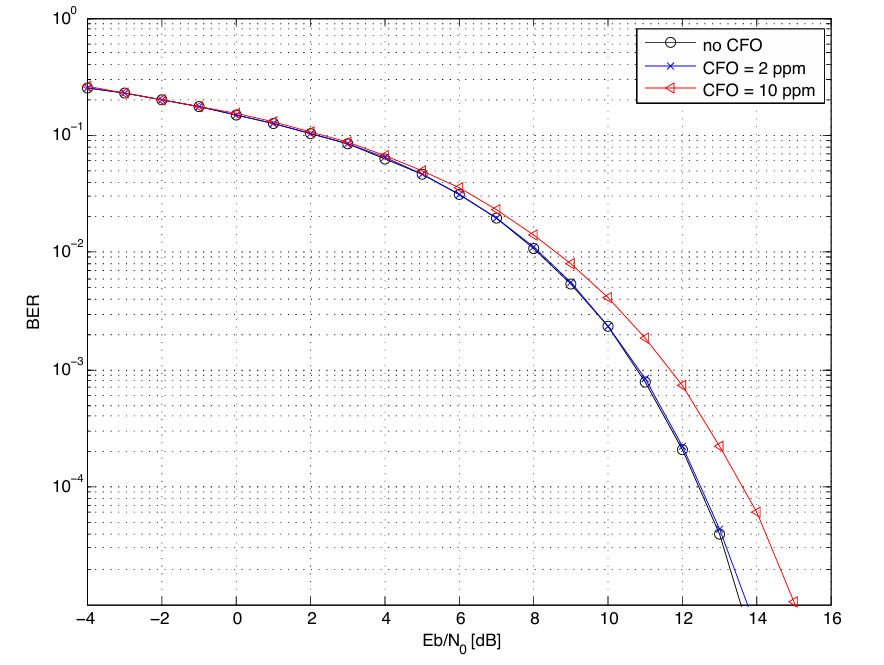 10^0
10^-1
10^-2
10^-3
10^-4
BER
no CFO
CFO = 2 ppm
CFO = 10 ppm
−4 −2 0 2 4 6 8 10 12 14 16
Eb/N_0 [dB]